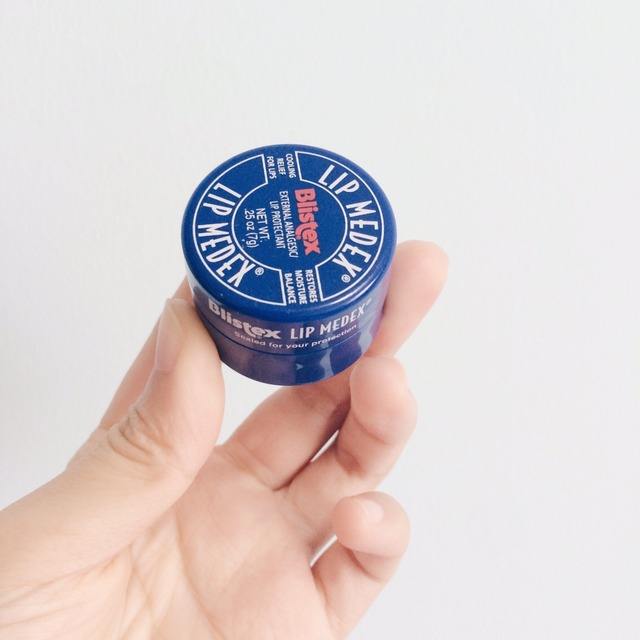 LIP MEDEX®
COOLING
RELIEF
FOR LIPS
Blistex
EXTERNAL ANALGESIC/
LIP PROTECTANT
NET WT.
.25 oz (7g)
RESTORES
MOISTURE
BALANCE
LIP MEDEX®
Blistex LIP MEDEX®
Sealed for your protection